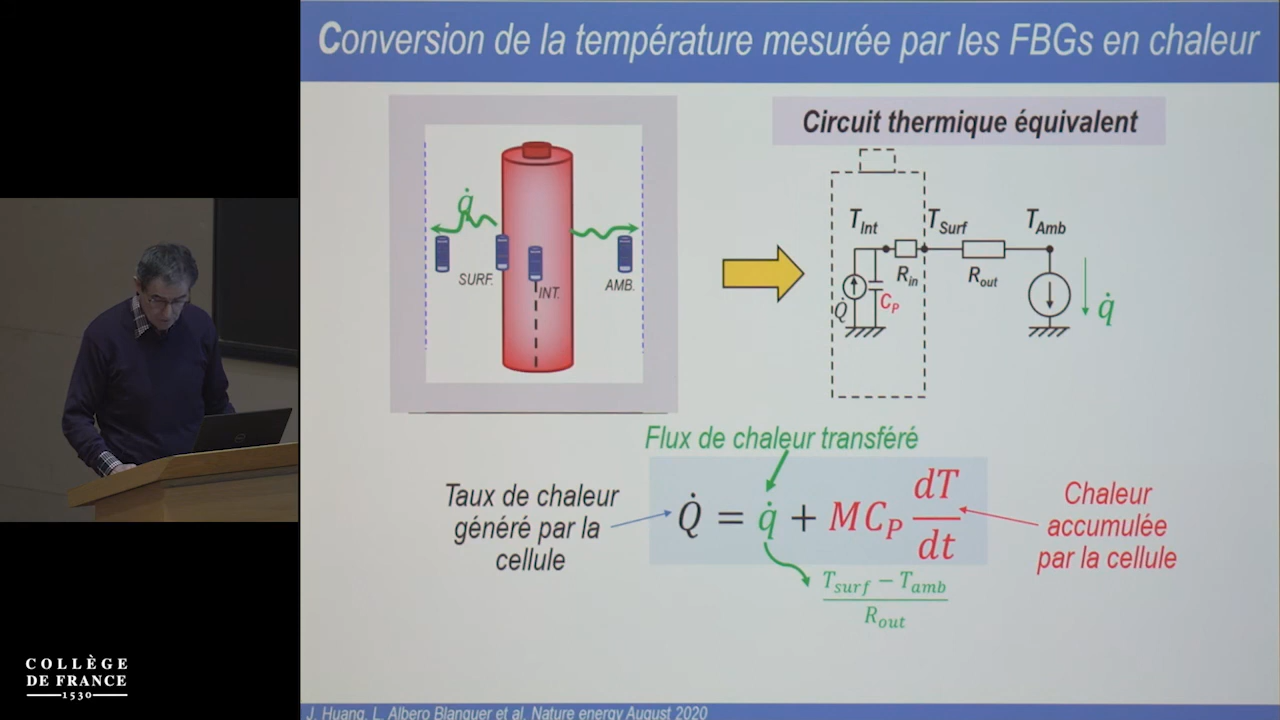 Conversion de la température mesurée par les FBGs en chaleur
Circuit thermique équivalent
q̇
SURF.
INT.
AMB.
T_Int
T_Surf
T_Amb
R_in
R_out
Q̇
C_P
q̇
Flux de chaleur transféré
Taux de chaleur
généré par la
cellule
Q̇ = q̇ + MC_P dT/dt
Chaleur
accumulée
par la cellule
T_surf − T_amb
R_out
COLLÈGE
DE FRANCE
1530
J. Huang, L. Albero Blanquer et al. Nature energy August 2020